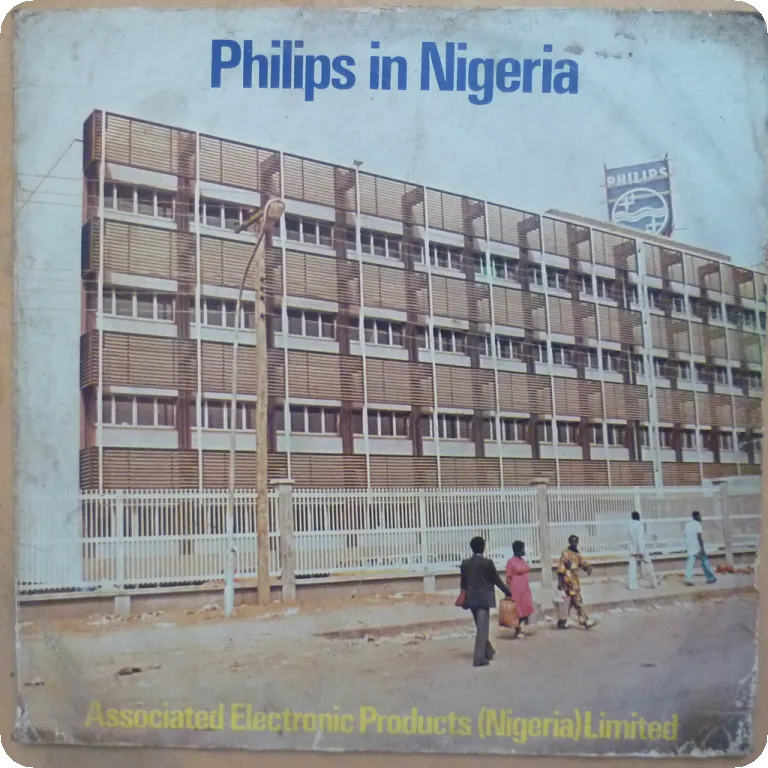 Philips in Nigeria
PHILIPS
Associated Electronic Products (Nigeria) Limited